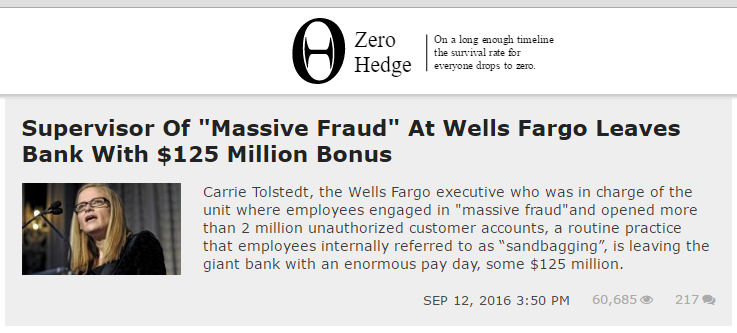 Zero
Hedge
On a long enough timeline
the survival rate for
everyone drops to zero.
Supervisor Of "Massive Fraud" At Wells Fargo Leaves
Bank With $125 Million Bonus
Carrie Tolstedt, the Wells Fargo executive who was in charge of the
unit where employees engaged in "massive fraud"and opened more
than 2 million unauthorized customer accounts, a routine practice
that employees internally referred to as “sandbagging”, is leaving the
giant bank with an enormous pay day, some $125 million.
SEP 12, 2016 3:50 PM 60,685 217